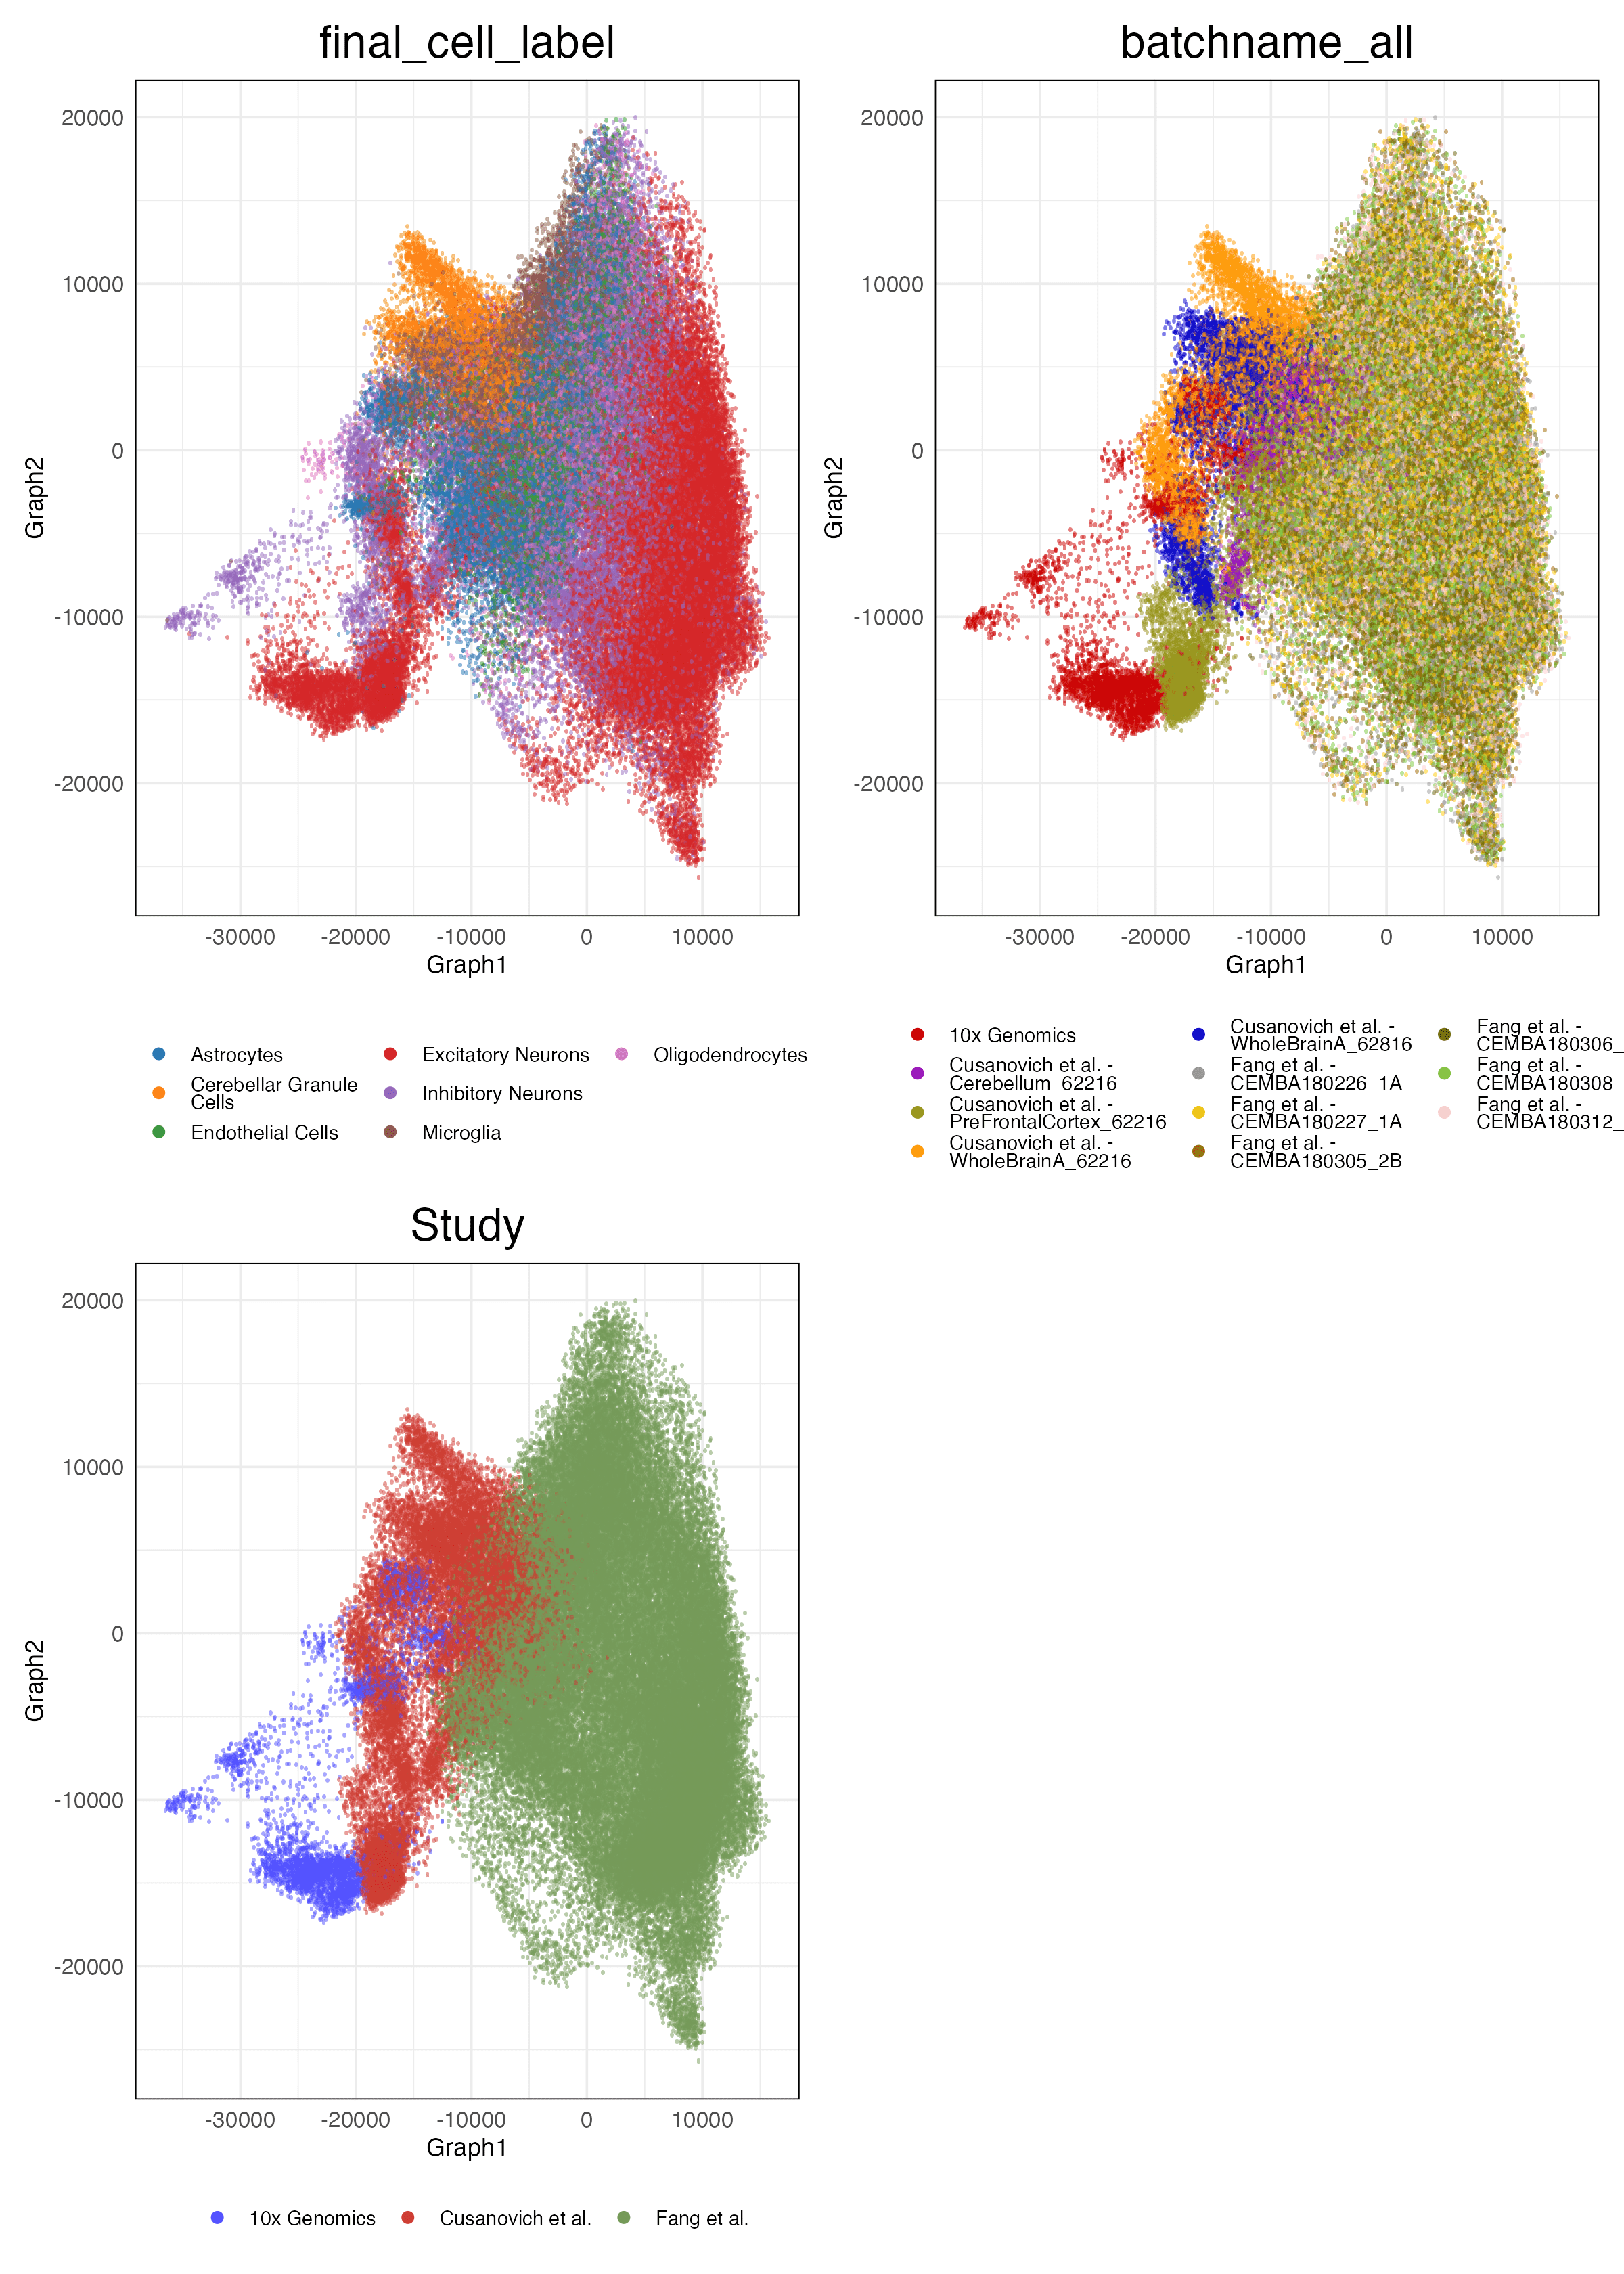 final_cell_label
20000
10000
0
-10000
-20000
Graph2
-30000 -20000 -10000 0 10000
Graph1
Astrocytes
Cerebellar Granule
Cells
Endothelial Cells
Excitatory Neurons
Inhibitory Neurons
Microglia
Oligodendrocytes
batchname_all
20000
10000
0
-10000
-20000
Graph2
-30000 -20000 -10000 0 10000
Graph1
10x Genomics
Cusanovich et al. -
Cerebellum_62216
Cusanovich et al. -
PreFrontalCortex_62216
Cusanovich et al. -
WholeBrainA_62216
Cusanovich et al. -
WholeBrainA_62816
Fang et al. -
CEMBA180226_1A
Fang et al. -
CEMBA180227_1A
Fang et al. -
CEMBA180305_2B
Fang et al. -
CEMBA180306_
Fang et al. -
CEMBA180308_
Fang et al. -
CEMBA180312_
Study
20000
10000
0
-10000
-20000
Graph2
-30000 -20000 -10000 0 10000
Graph1
10x Genomics
Cusanovich et al.
Fang et al.